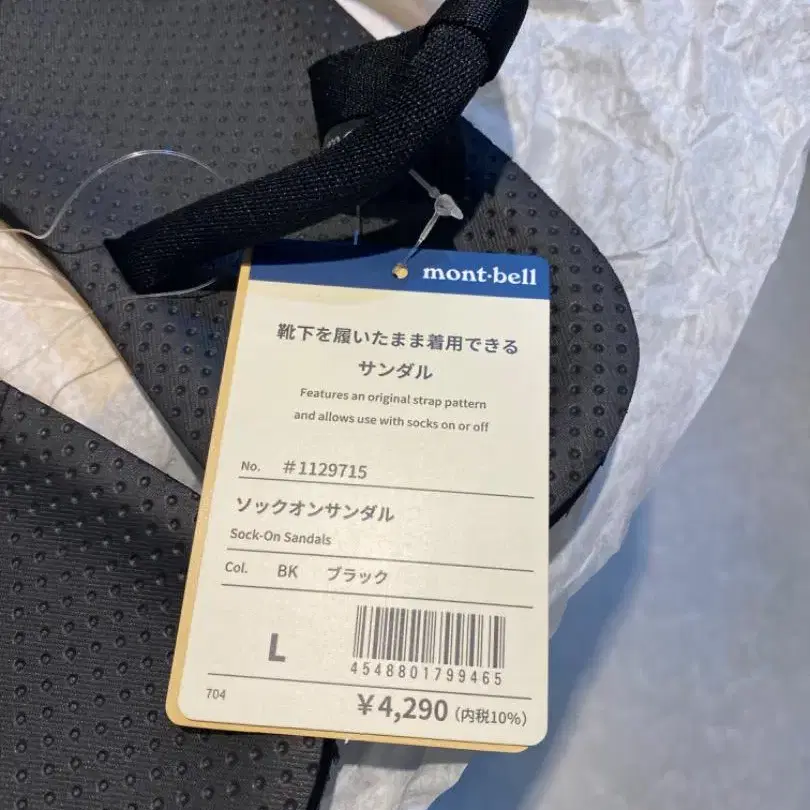 mont·bell
靴下を履いたまま着用できる
サンダル
Features an original strap pattern
and allows use with socks on or off
No. #1129715
ソックオンサンダル
Sock-On Sandals
Col. BK ブラック
L
4548801799465
704
¥4,290(内税10%)